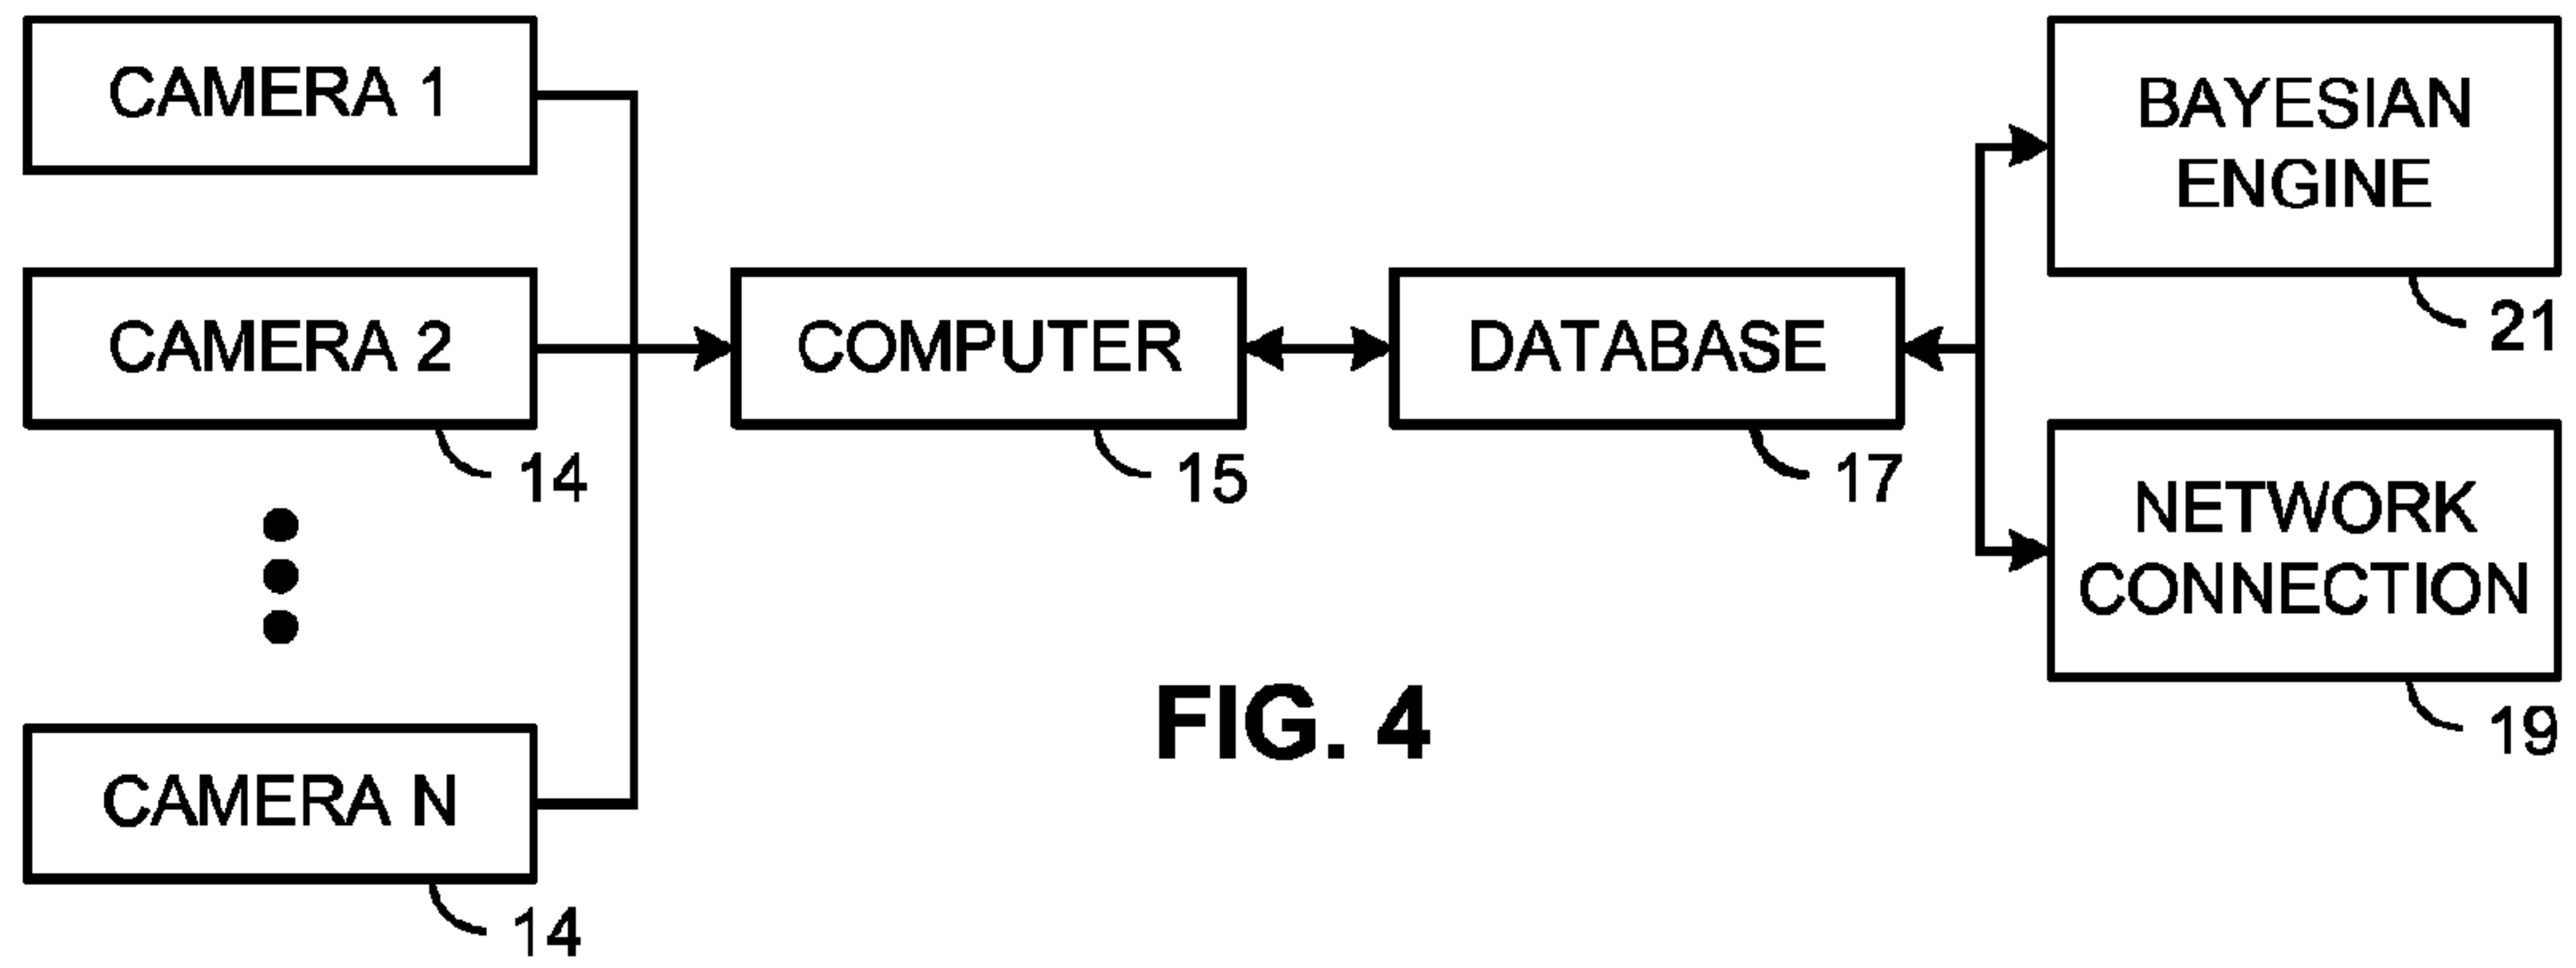 CAMERA 1
CAMERA 2
14
CAMERA N
14
COMPUTER
15
DATABASE
17
BAYESIAN
ENGINE
21
NETWORK
CONNECTION
19
FIG. 4